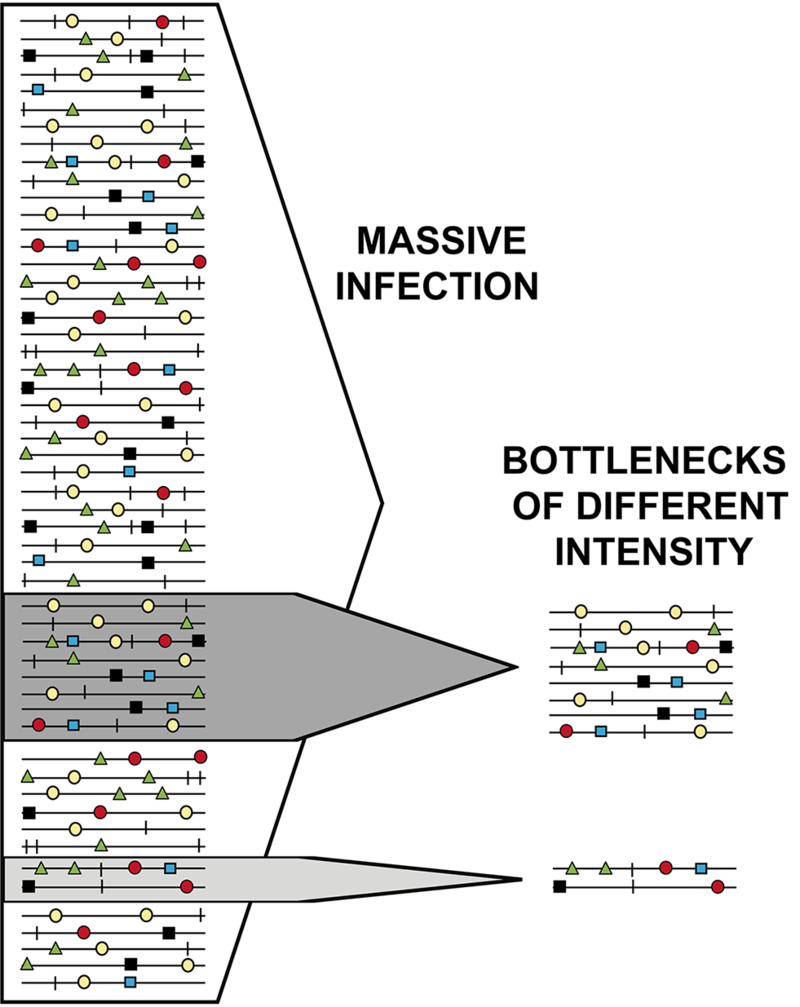 MASSIVE
INFECTION
BOTTLENECKS
OF DIFFERENT
INTENSITY